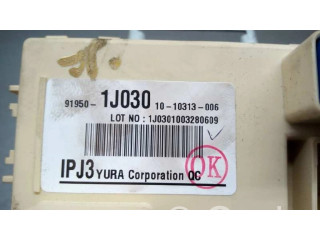 91950- 1J030 10-10313-006
LOT NO : 1J0301003280609
OK
IPJ3 YURA Corporation QC